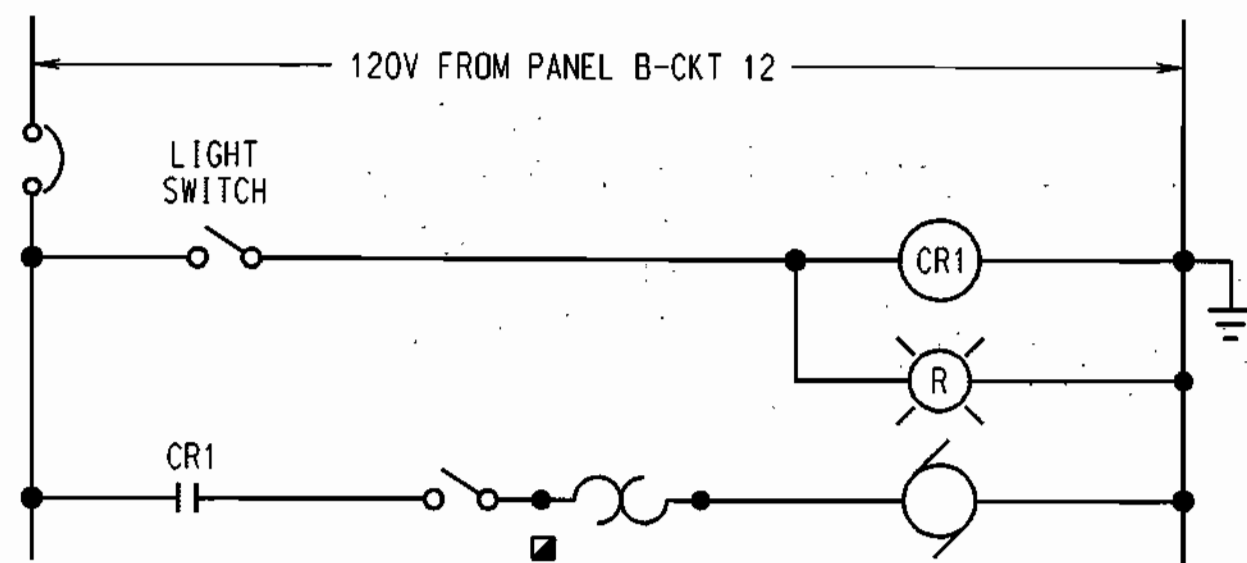 120V FROM PANEL B-CKT 12
LIGHT
SWITCH
CR1
R
CR1